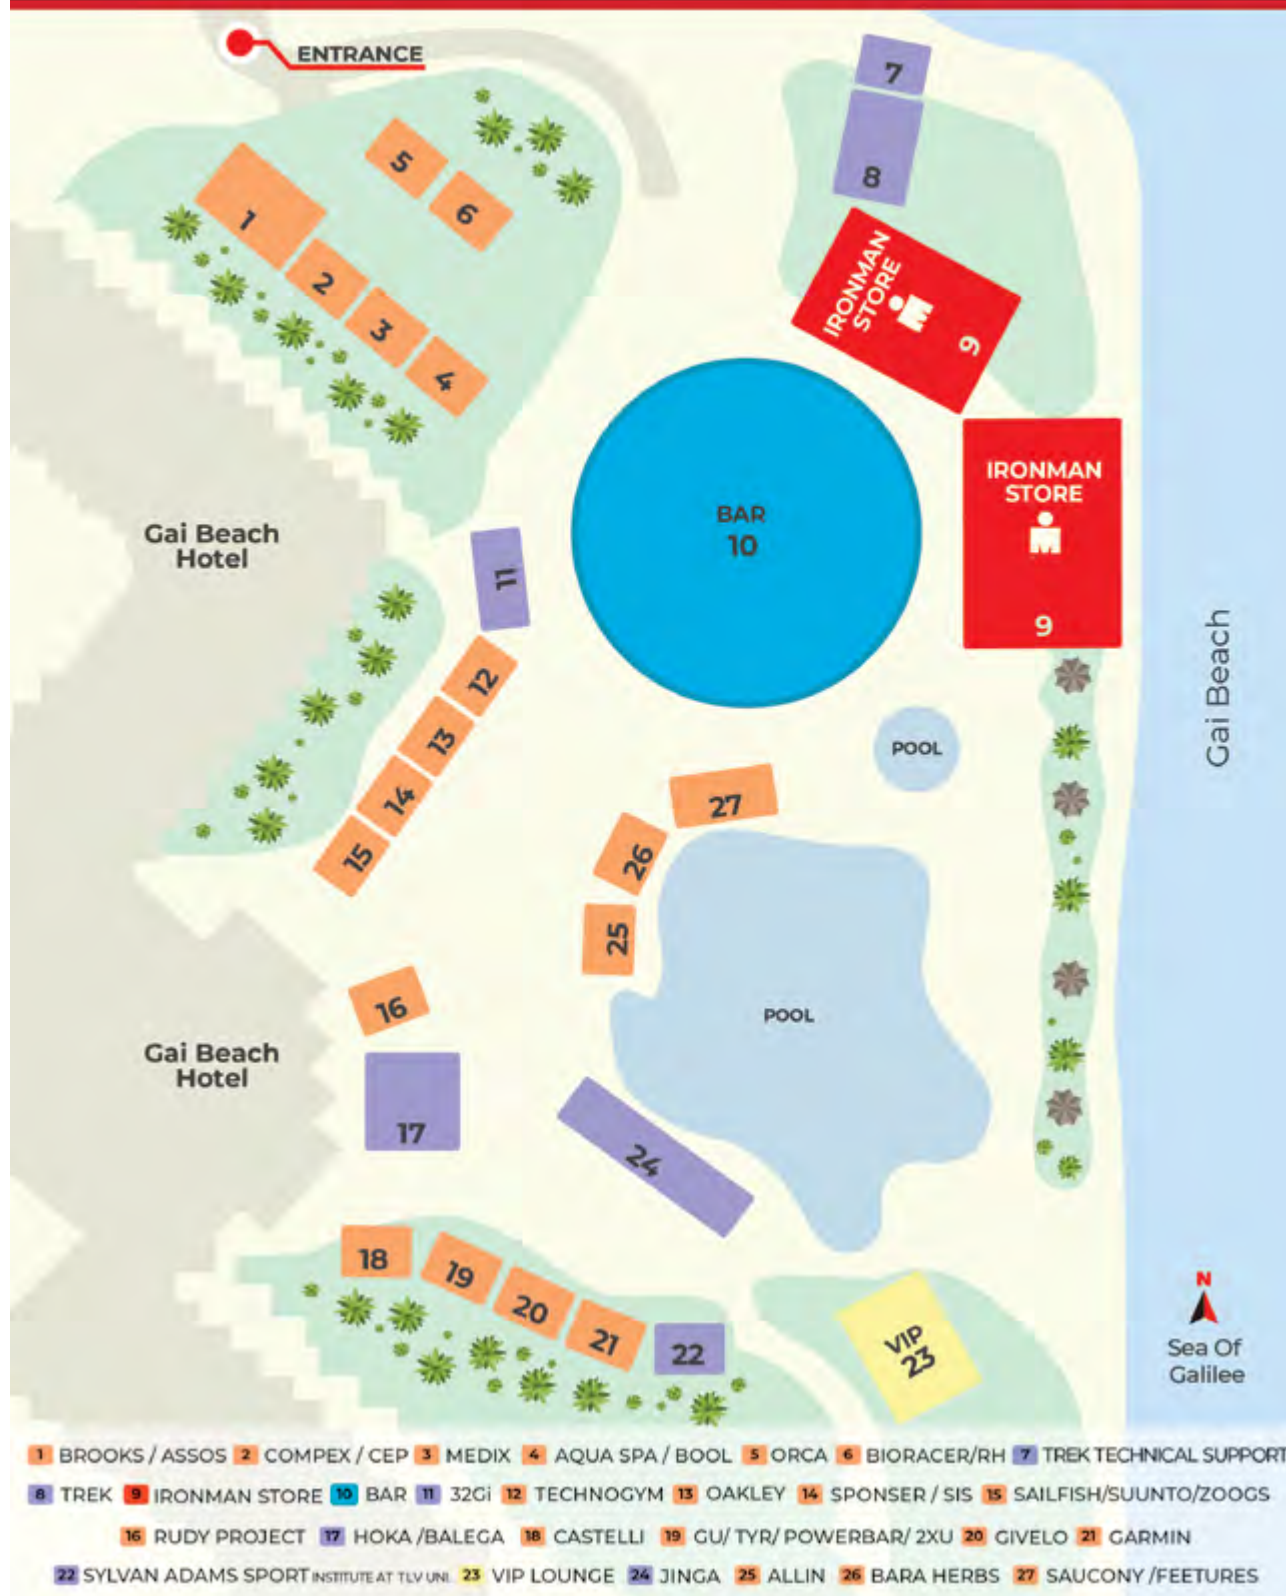 ENTRANCE
7
5
8
6
1
2
IRONMAN
STORE
9
3
4
IRONMAN
STORE
9
BAR
10
Gai Beach
Hotel
11
12
Gai Beach
13
POOL
14
27
15
26
25
16
POOL
Gai Beach
Hotel
17
24
18
19
20
21
22
VIP
23
N
Sea Of
Galilee
1 BROOKS / ASSOS 2 COMPEX / CEP 3 MEDIX 4 AQUA SPA / BOOL 5 ORCA 6 BIORACER/RH 7 TREK TECHNICAL SUPPORT
8 TREK 9 IRONMAN STORE 10 BAR 11 32Gi 12 TECHNOGYM 13 OAKLEY 14 SPONSER / SIS 15 SAILFISH/SUUNTO/ZOOGS
16 RUDY PROJECT 17 HOKA /BALEGA 18 CASTELLI 19 GU/ TYR/ POWERBAR/ 2XU 20 GIVELO 21 GARMIN
22 SYLVAN ADAMS SPORT INSTITUTE AT TLV UNI. 23 VIP LOUNGE 24 JINGA 25 ALLIN 26 BARA HERBS 27 SAUCONY /FEETURES